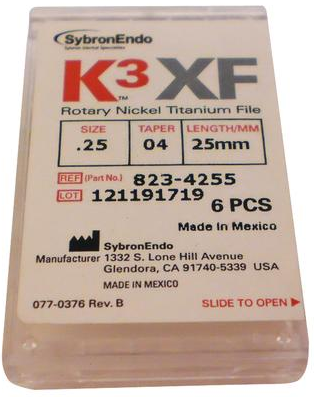 SybronEndo
Sybron Dental Specialties
K3 XF
TM
Rotary Nickel Titanium File
SIZE TAPER LENGTH/MM
.25 04 25mm
REF (Part No.) 823-4255
LOT 121191719
6 PCS
Made In Mexico
SybronEndo
Manufacturer 1332 S. Lone Hill Avenue
Glendora, CA 91740-5339 USA
MADE IN MEXICO
077-0376 Rev. B SLIDE TO OPEN